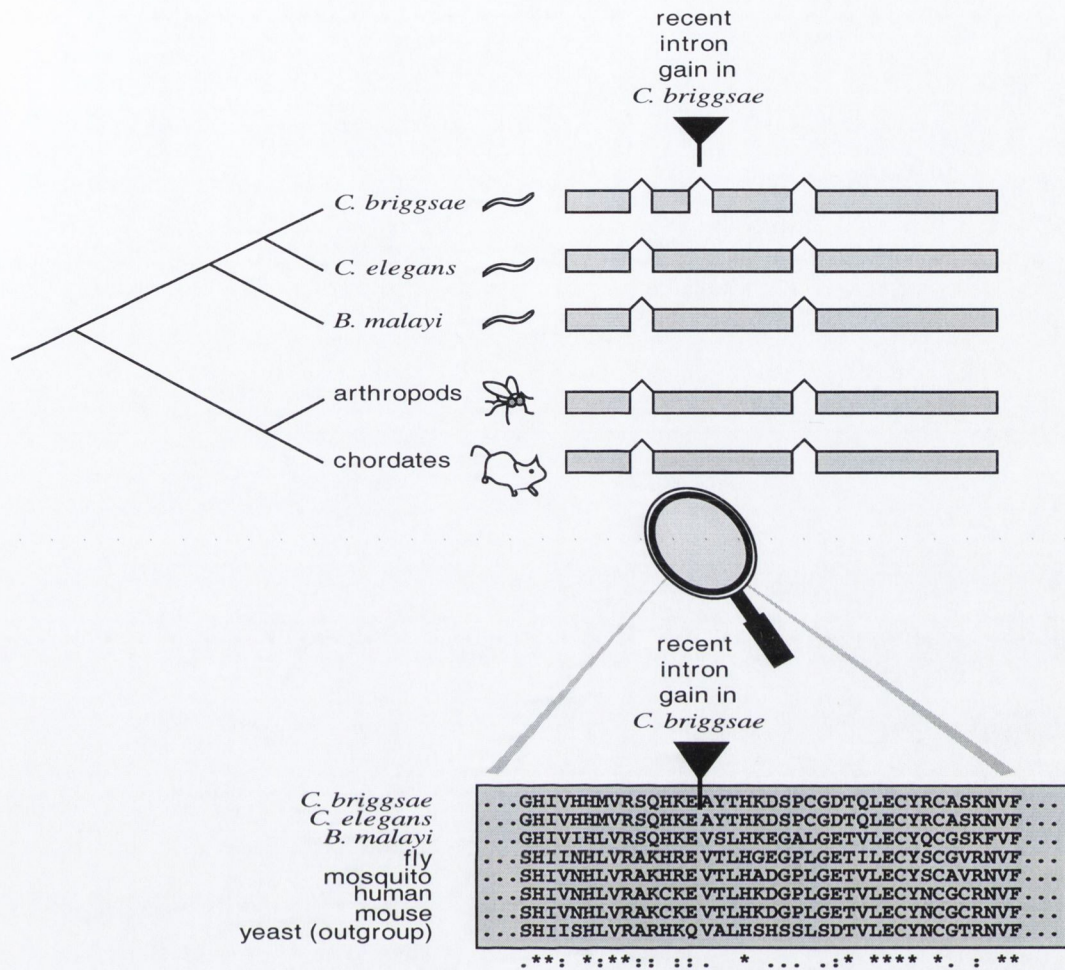 recent
intron
gain in
C. briggsae
C. briggsae
C. elegans
B. malayi
arthropods
chordates
recent
intron
gain in
C. briggsae
C. briggsae ...GHIVHHMVRSQHKEAYTHKDSPCGDTQLECYRCASKNVF...
C. elegans ...GHIVHHMVRSQHKEAYTHKDSPCGDTQLECYRCASKNVF...
B. malayi ...GHIVIHLVRSQHKEVSLHKEGALGETVLECYQCGSKFVF...
fly ...SHIINHLVRAKHREVTLHGEGPLGETILECYSCGVRNVF...
mosquito ...SHIVNHLVRAKHREVTLHADGPLGETVLECYSCAVRNVF...
human ...SHIVNHLVRAKCKEVTLHKDGPLGETVLECYNCGCRNVF...
mouse ...SHIVNHLVRAKCKEVTLHKDGPLGETVLECYNCGCRNVF...
yeast (outgroup) ...SHIISHLVRARHKQVALHSHSSLSDTVLECYNCGTRNVF...
.**: *:**:: ::. * ... .:* **** *. : **